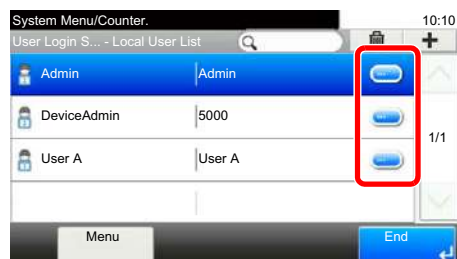 System Menu/Counter. 10:10
User Login S... - Local User List
Admin Admin
DeviceAdmin 5000
1/1
User A User A
Menu End